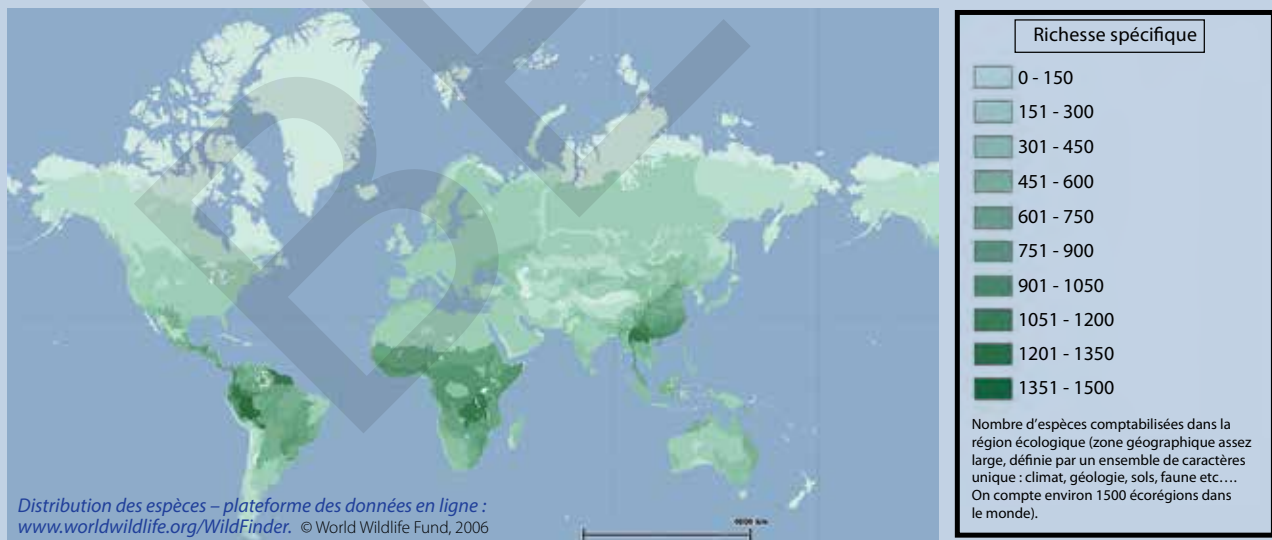 Richesse spécifique
0 - 150
151 - 300
301 - 450
451 - 600
601 - 750
751 - 900
901 - 1050
1051 - 1200
1201 - 1350
1351 - 1500
Nombre d'espèces comptabilisées dans la
région écologique (zone géographique assez
large, définie par un ensemble de caractères
unique : climat, géologie, sols, faune etc….
On compte environ 1500 écorégions dans
le monde).
Distribution des espèces – plateforme des données en ligne :
www.worldwildlife.org/WildFinder. © World Wildlife Fund, 2006